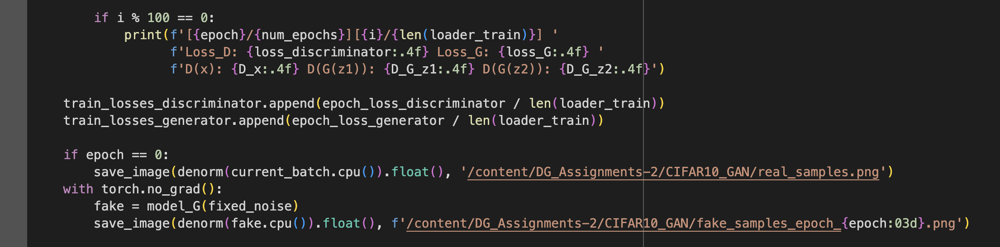 if i % 100 == 0:
print(f'[{epoch}/{num_epochs}][{i}/{len(loader_train)}] '
f'Loss_D: {loss_discriminator:.4f} Loss_G: {loss_G:.4f} '
f'D(x): {D_x:.4f} D(G(z1)): {D_G_z1:.4f} D(G(z2)): {D_G_z2:.4f}')
train_losses_discriminator.append(epoch_loss_discriminator / len(loader_train))
train_losses_generator.append(epoch_loss_generator / len(loader_train))
if epoch == 0:
save_image(denorm(current_batch.cpu()).float(), '/content/DG_Assignments-2/CIFAR10_GAN/real_samples.png')
with torch.no_grad():
fake = model_G(fixed_noise)
save_image(denorm(fake.cpu()).float(), f'/content/DG_Assignments-2/CIFAR10_GAN/fake_samples_epoch_{epoch:03d}.png')